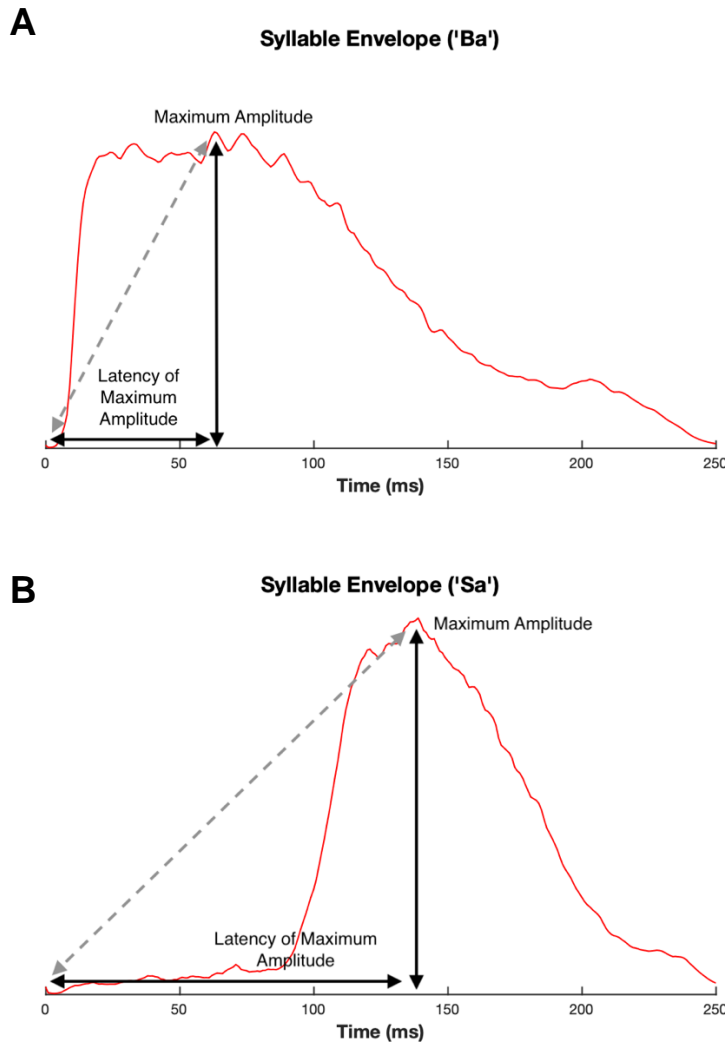 A
Syllable Envelope ('Ba')
Maximum Amplitude
Latency of
Maximum
Amplitude
0 50 100 150 200 250
Time (ms)
B
Syllable Envelope ('Sa')
Maximum Amplitude
Latency of Maximum
Amplitude
0 50 100 150 200 250
Time (ms)